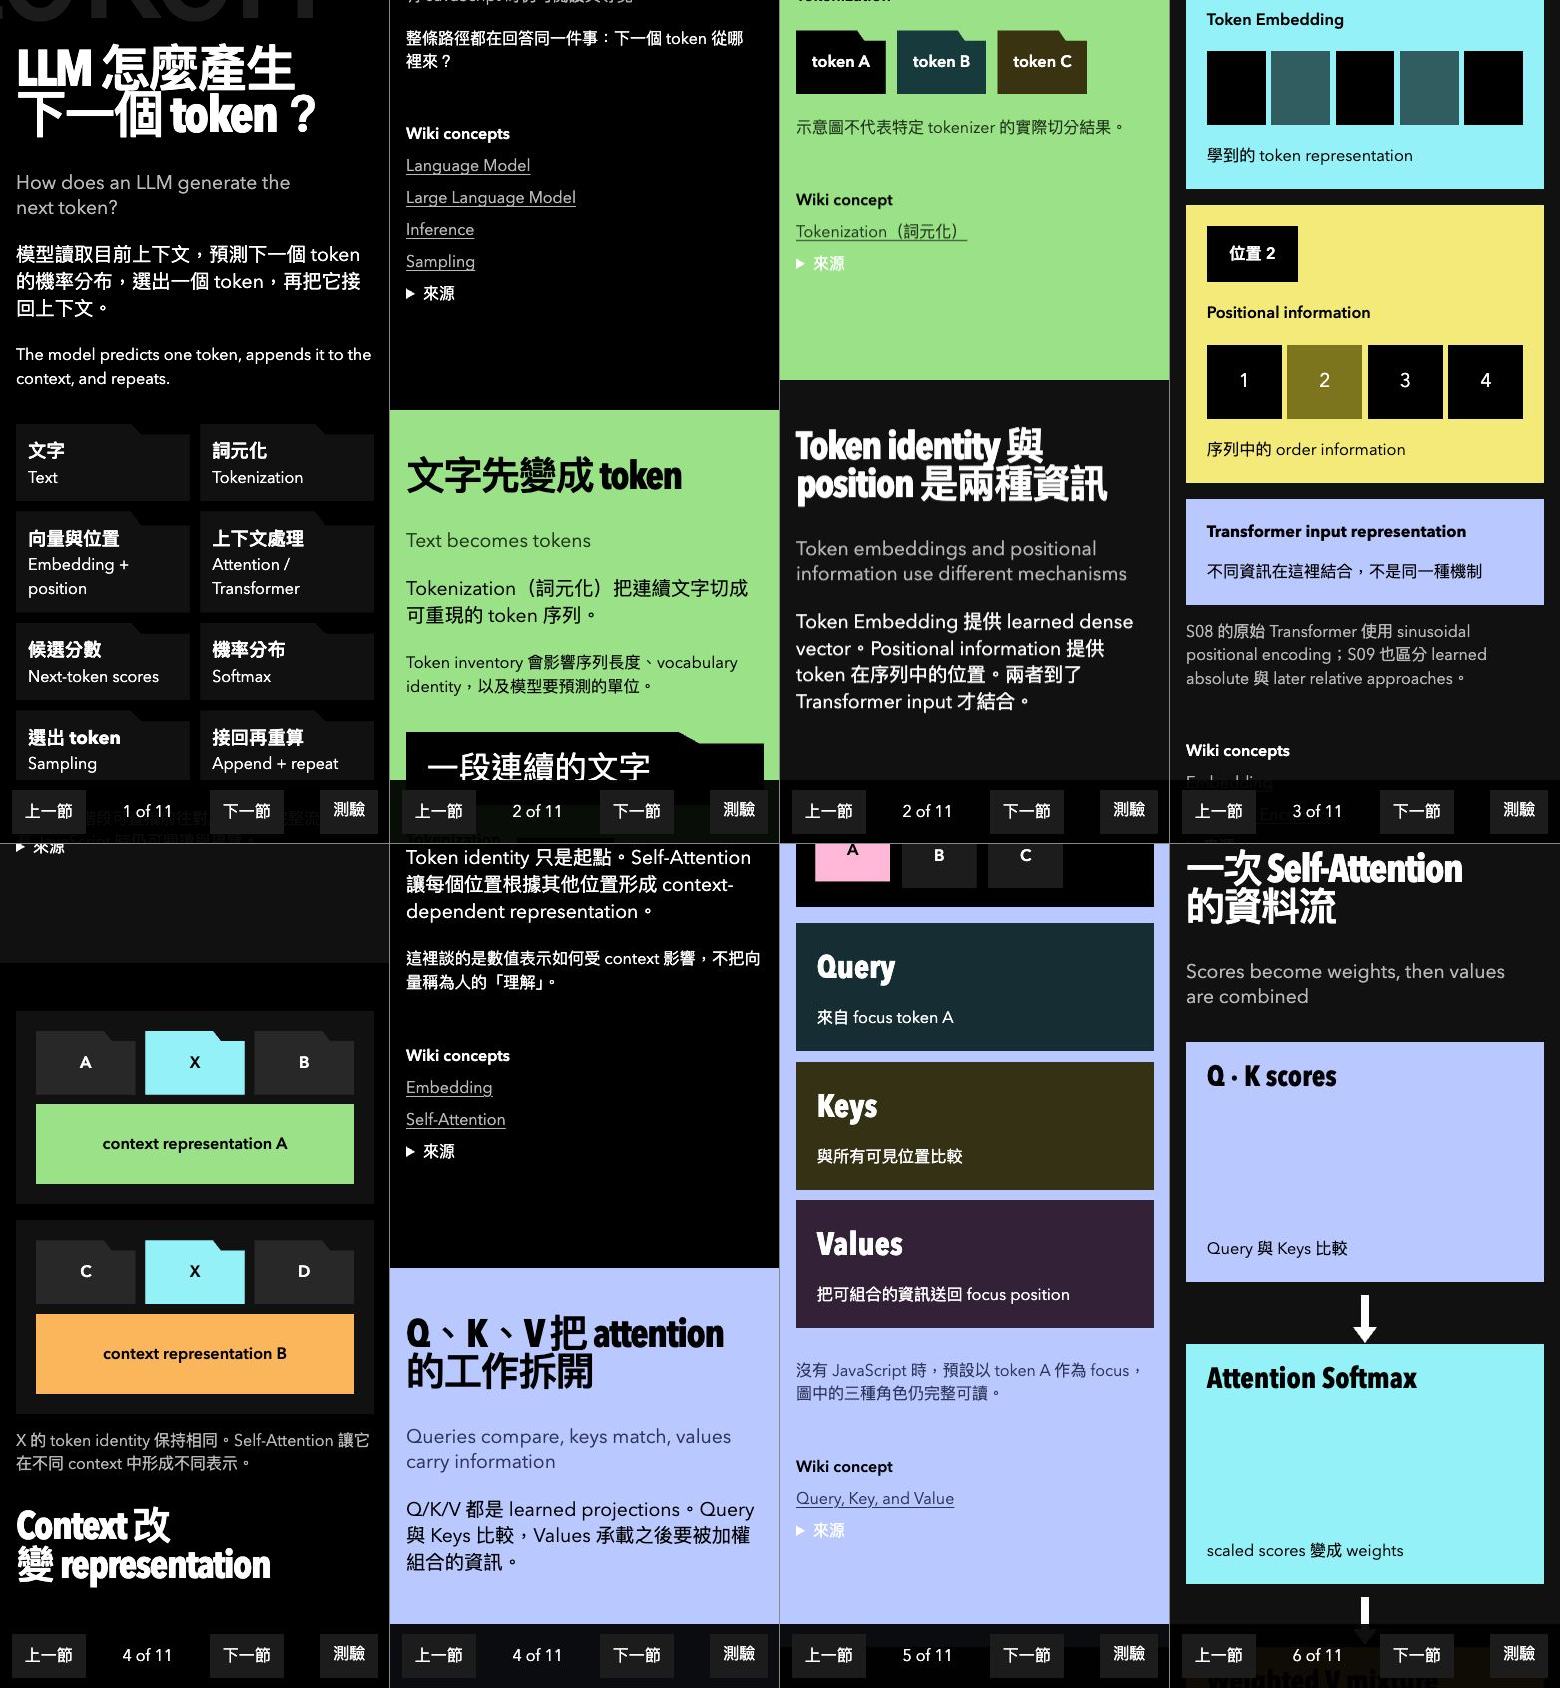 LLM 怎麼產生
下一個 token？
How does an LLM generate the
next token?
模型讀取目前上下文，預測下一個 token
的機率分布，選出一個 token，再把它接
回上下文。
The model predicts one token, appends it to the
context, and repeats.
文字
Text
詞元化
Tokenization
向量與位置
Embedding +
position
上下文處理
Attention /
Transformer
候選分數
Next-token scores
機率分布
Softmax
選出 token
Sampling
接回再重算
Append + repeat
上一節
1 of 11
下一節
測驗
整條路徑都在回答同一件事：下一個 token 從哪
裡來？
Wiki concepts
Language Model
Large Language Model
Inference
Sampling
▶ 來源
文字先變成 token
Text becomes tokens
Tokenization（詞元化）把連續文字切成
可重現的 token 序列。
Token inventory 會影響序列長度、vocabulary
identity，以及模型要預測的單位。
一段連續的文字
上一節
2 of 11
下一節
測驗
token A
token B
token C
示意圖不代表特定 tokenizer 的實際切分結果。
Wiki concept
Tokenization（詞元化）
▶ 來源
Token identity 與
position 是兩種資訊
Token embeddings and positional
information use different mechanisms
Token Embedding 提供 learned dense
vector。Positional information 提供
token 在序列中的位置。兩者到了
Transformer input 才結合。
上一節
2 of 11
下一節
測驗
Token Embedding
學到的 token representation
位置 2
Positional information
1
2
3
4
序列中的 order information
Transformer input representation
不同資訊在這裡結合，不是同一種機制
S08 的原始 Transformer 使用 sinusoidal
positional encoding；S09 也區分 learned
absolute 與 later relative approaches。
Wiki concepts
Embedding
上一節
3 of 11
下一節
測驗
▶ 來源
A
X
B
context representation A
C
X
D
context representation B
X 的 token identity 保持相同。Self-Attention 讓它
在不同 context 中形成不同表示。
Context 改
變 representation
上一節
4 of 11
下一節
測驗
Token identity 只是起點。Self-Attention
讓每個位置根據其他位置形成 context-
dependent representation。
這裡談的是數值表示如何受 context 影響，不把向
量稱為人的「理解」。
Wiki concepts
Embedding
Self-Attention
▶ 來源
Q、K、V 把 attention
的工作拆開
Queries compare, keys match, values
carry information
Q/K/V 都是 learned projections。Query
與 Keys 比較，Values 承載之後要被加權
組合的資訊。
上一節
4 of 11
下一節
測驗
A
B
C
Query
來自 focus token A
Keys
與所有可見位置比較
Values
把可組合的資訊送回 focus position
沒有 JavaScript 時，預設以 token A 作為 focus，
圖中的三種角色仍完整可讀。
Wiki concept
Query, Key, and Value
▶ 來源
上一節
5 of 11
下一節
測驗
一次 Self-Attention
的資料流
Scores become weights, then values
are combined
Q · K scores
Query 與 Keys 比較
Attention Softmax
scaled scores 變成 weights
Weighted V mixture
上一節
6 of 11
下一節
測驗